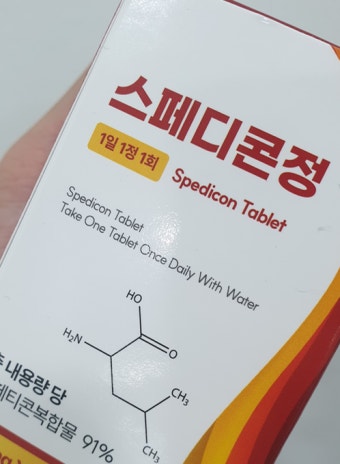 스페디콘정
1일 1정 1회
Spedicon Tablet
Spedicon Tablet
Take One Tablet Once Daily With Water
HO
O
H₂N
CH₃
CH₃
내용량 당
페티콘복합물 91%